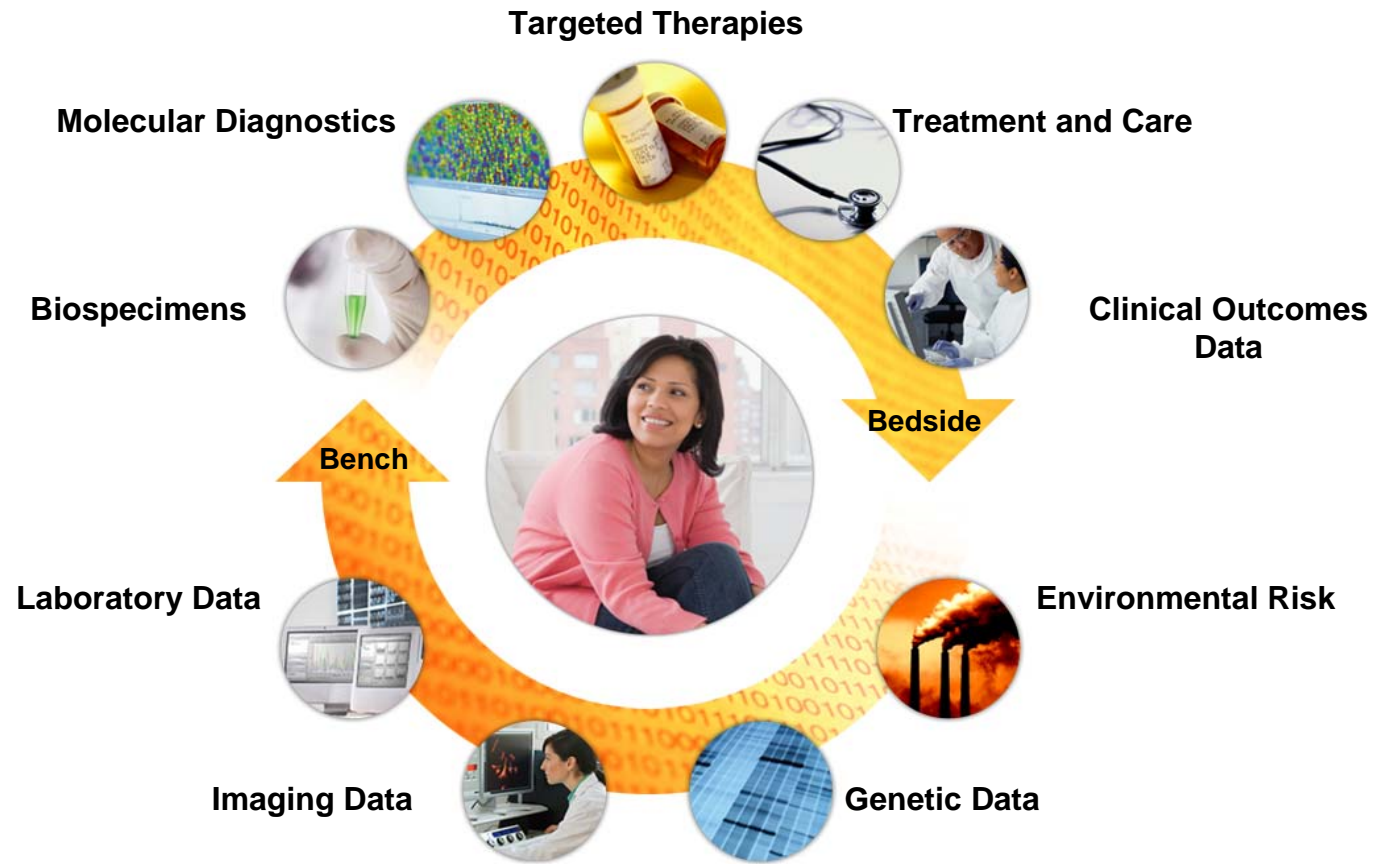 Targeted Therapies
Molecular Diagnostics
Treatment and Care
Biospecimens
Clinical Outcomes
Data
Bedside
Bench
Laboratory Data
Environmental Risk
Imaging Data
Genetic Data